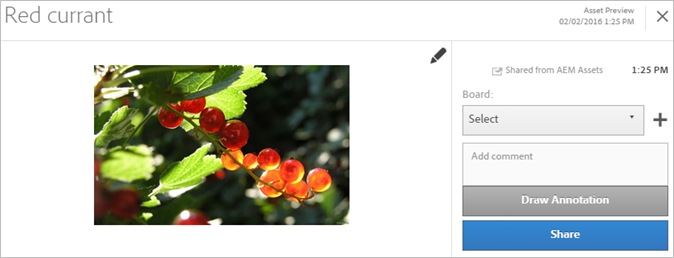 Red currant
Asset Preview
02/02/2016 1:25 PM
Shared from AEM Assets
1:25 PM
Board:
Select
Add comment
Draw Annotation
Share